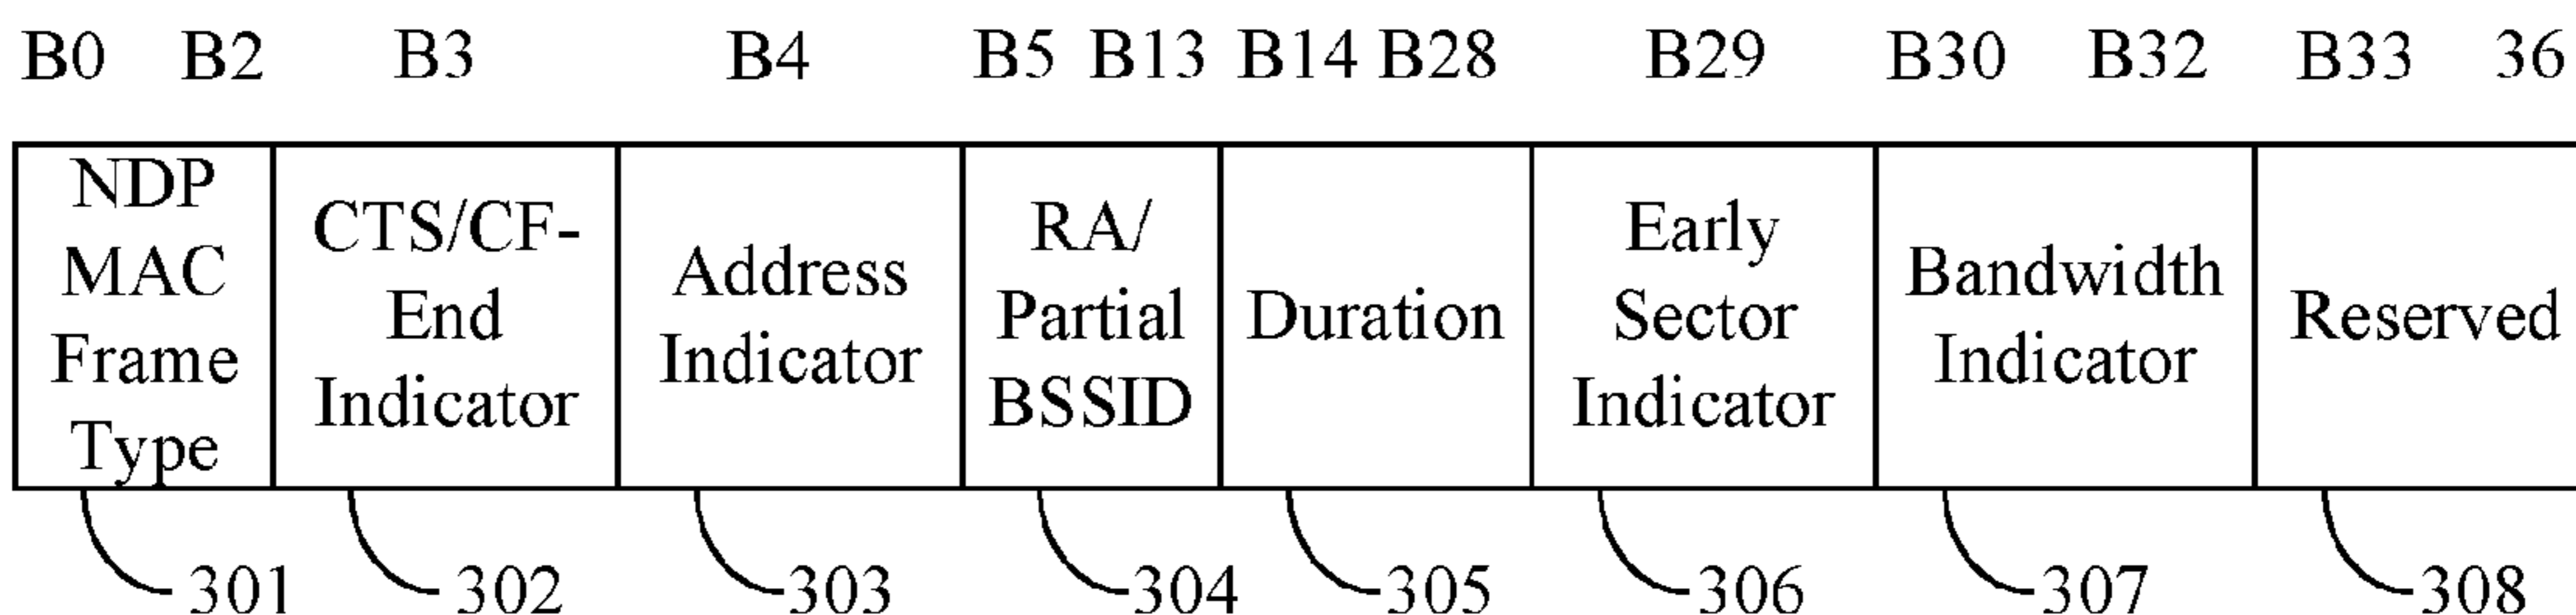 B0 B2 B3 B4 B5 B13 B14 B28 B29 B30 B32 B33 36
NDP
MAC
Frame
Type
CTS/CF-
End
Indicator
Address
Indicator
RA/
Partial
BSSID
Duration
Early
Sector
Indicator
Bandwidth
Indicator
Reserved
301 302 303 304 305 306 307 308